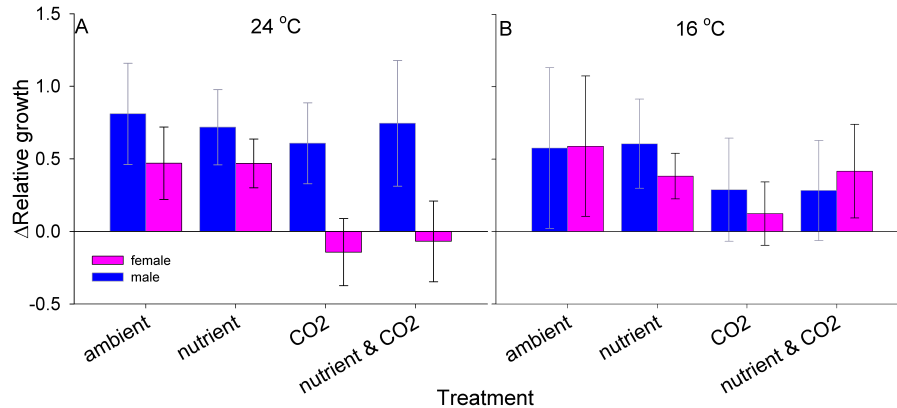 A
24 °C
B
16 °C
1.5
1.0
0.5
0.0
-0.5
ΔRelative growth
female
male
ambient
nutrient
CO2
nutrient & CO2
ambient
nutrient
CO2
nutrient & CO2
Treatment